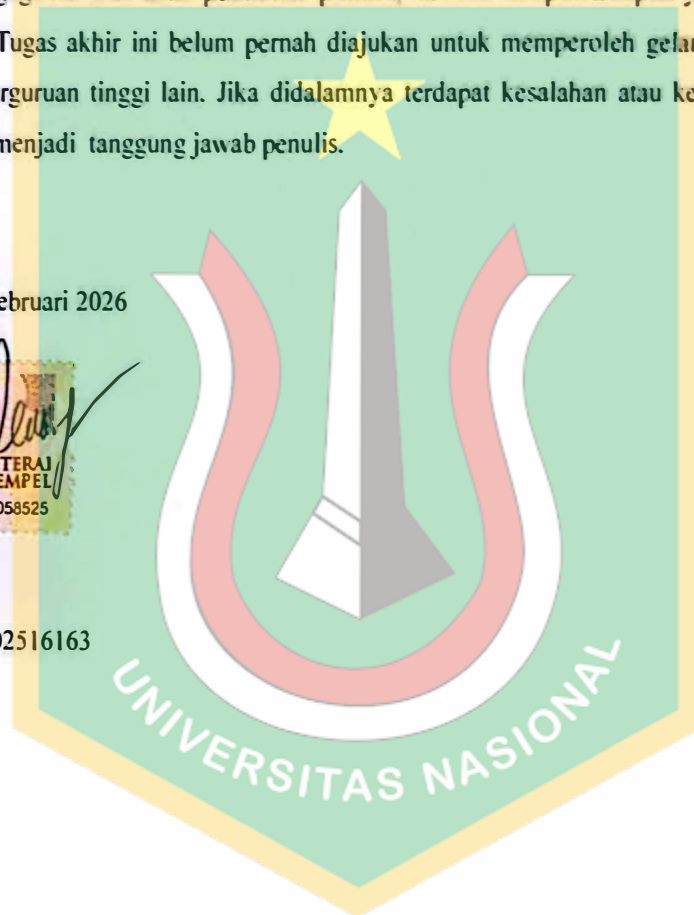 Tugas akhir ini belum pernah diajukan untuk memperoleh gelar
rguruan tinggi lain. Jika didalamnya terdapat kesalahan atau ke
menjadi tanggung jawab penulis.
ebruari 2026
TERAI
EMPEL
058525
02516163
UNIVERSITAS NASIONAL